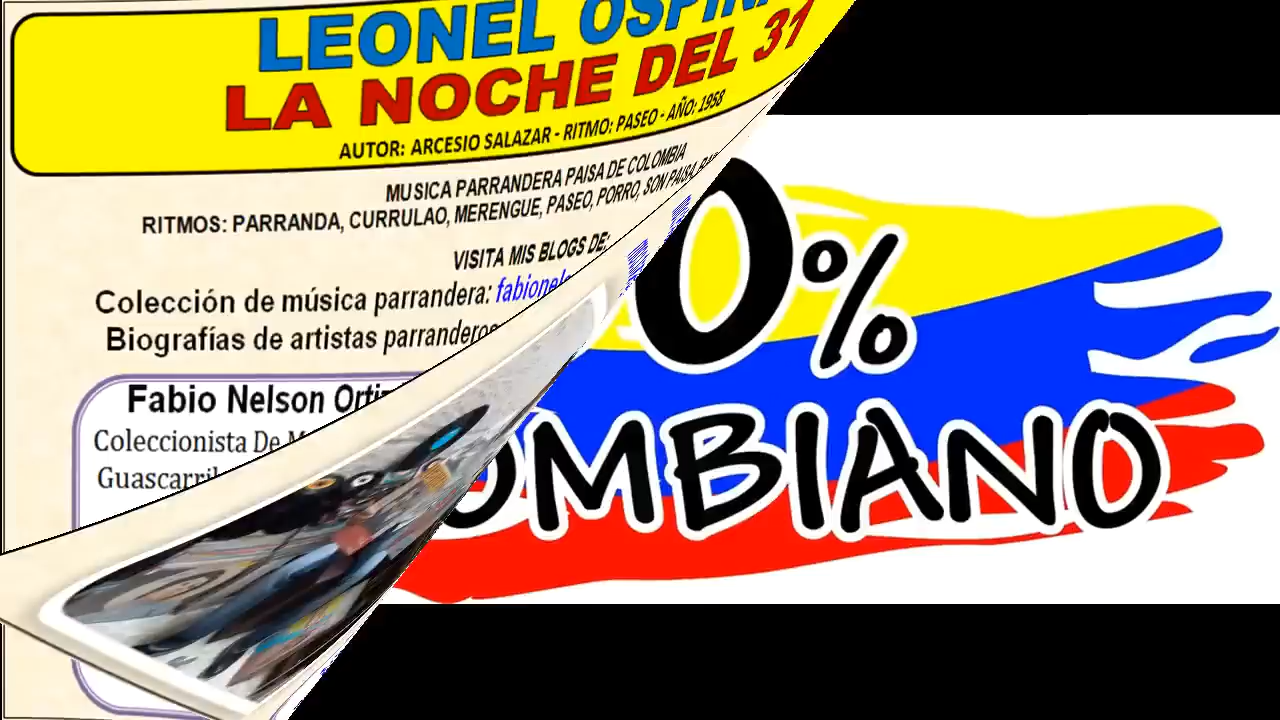 LEONEL OSPINA
LA NOCHE DEL 31
AUTOR: ARCESIO SALAZAR - RITMO: PASEO - AÑO: 1958
MUSICA PARRANDERA PAISA DE COLOMBIA
RITMOS: PARRANDA, CURRULAO, MERENGUE, PASEO, PORRO, SON PAISA,
VISITA MIS BLOGS DE:
Colección de música parrandera:
Biografías de artistas parranderos
Fabio Nelson
Coleccionista De
0%
OMBIANO